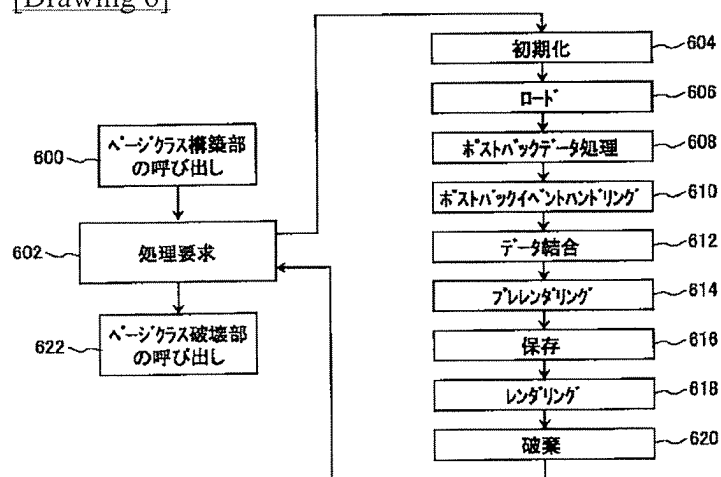 [Drawing 6]
初期化
604
ロード
606
ページクラス構築部
の呼び出し
600
ポストバックデータ処理
608
ポストバックイベントハンドリング
610
処理要求
602
データ結合
612
プレレンダリング
614
ページクラス破壊部
の呼び出し
622
保存
616
レンダリング
618
破棄
620